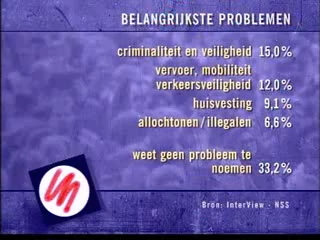 BELANGRIJKSTE PROBLEMEN
criminaliteit en veiligheid 15,0%
vervoer, mobiliteit
verkeersveiligheid 12,0%
huisvesting 9,1%
allochtonen/illegalen 6,6%
weet geen probleem te
noemen 33,2%
Bron: InterView - NSS